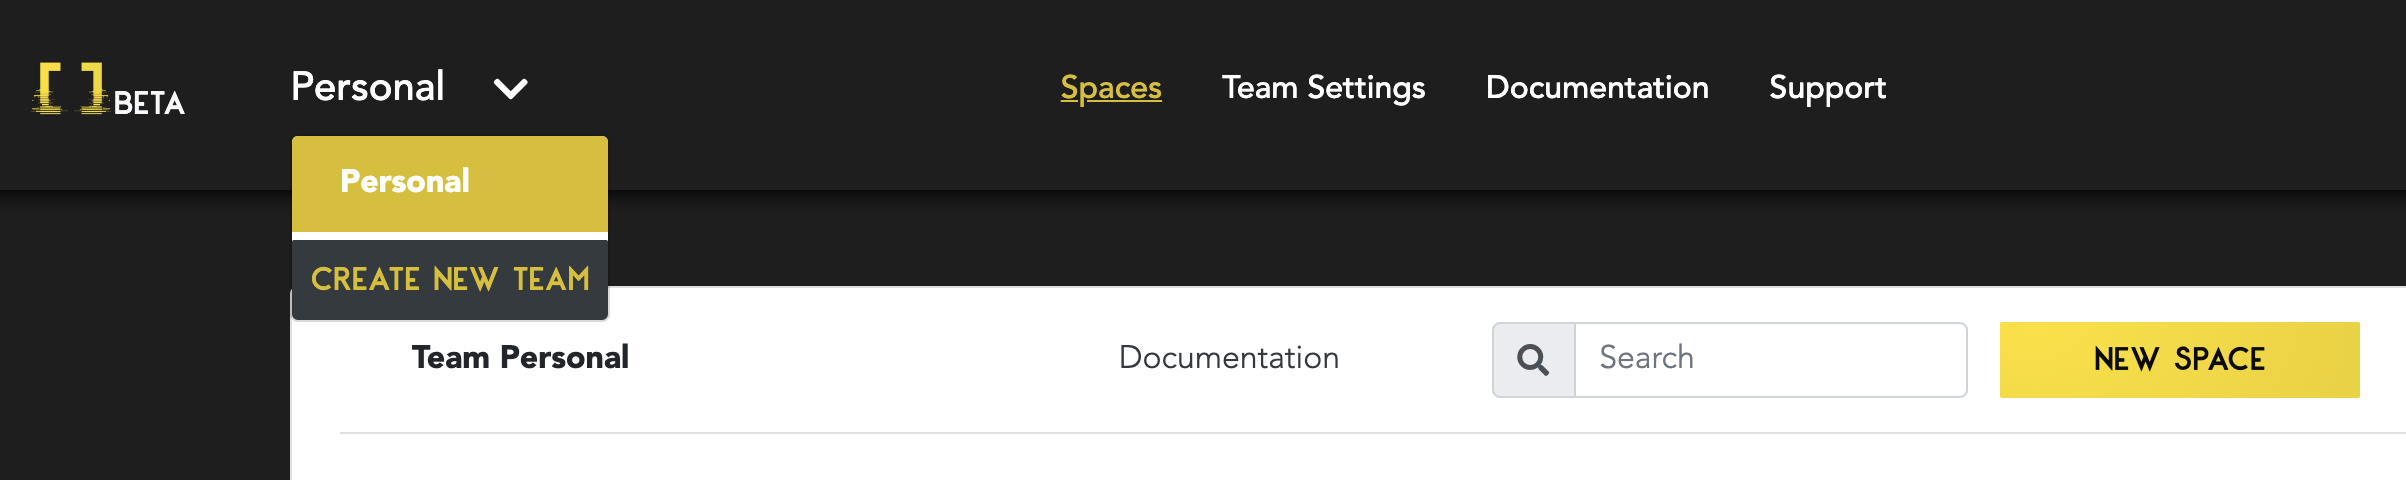 [ ] BETA
Personal
Spaces Team Settings Documentation Support
Personal
CREATE NEW TEAM
Team Personal
Documentation
Search
NEW SPACE